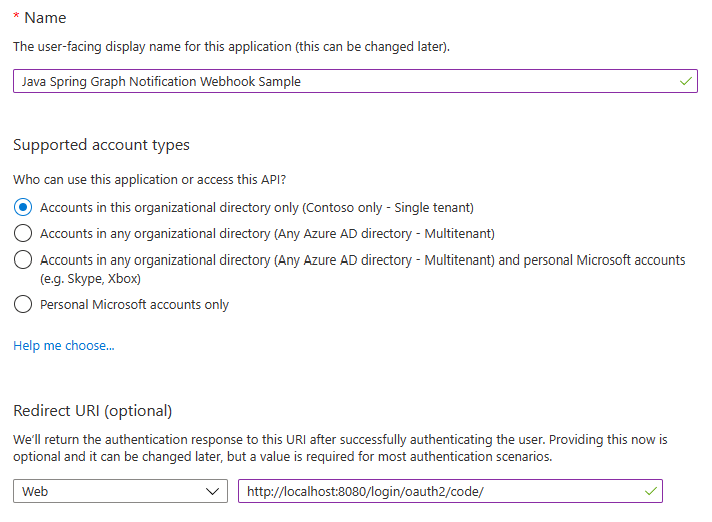 * Name
The user-facing display name for this application (this can be changed later).
Java Spring Graph Notification Webhook Sample
Supported account types
Who can use this application or access this API?
Accounts in this organizational directory only (Contoso only - Single tenant)
Accounts in any organizational directory (Any Azure AD directory - Multitenant)
Accounts in any organizational directory (Any Azure AD directory - Multitenant) and personal Microsoft accounts
(e.g. Skype, Xbox)
Personal Microsoft accounts only
Help me choose...
Redirect URI (optional)
We'll return the authentication response to this URI after successfully authenticating the user. Providing this now is
optional and it can be changed later, but a value is required for most authentication scenarios.
Web http://localhost:8080/login/oauth2/code/